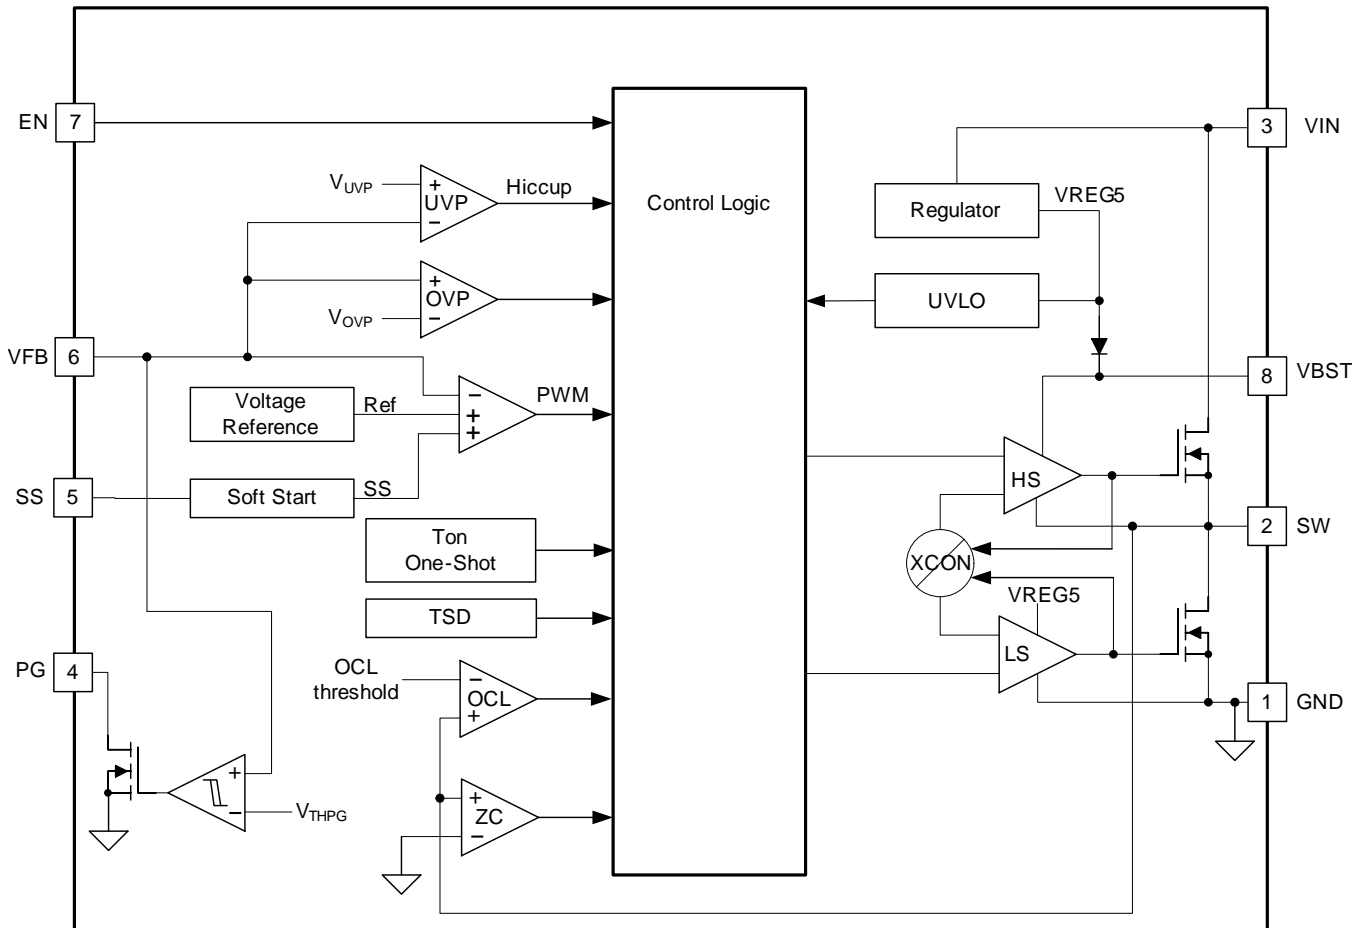 EN
7
3
VIN
VUVP
+
UVP
−
Hiccup
Control Logic
Regulator
VREG5
+
OVP
−
VOVP
UVLO
VFB
6
8
VBST
Voltage
Reference
Ref
−
+
+
PWM
SS
5
Soft Start
SS
HS
2
SW
Ton
One-Shot
XCON
TSD
VREG5
LS
PG
4
OCL
threshold
−
OCL
+
1
GND
+
−
VTHPG
+
ZC
−